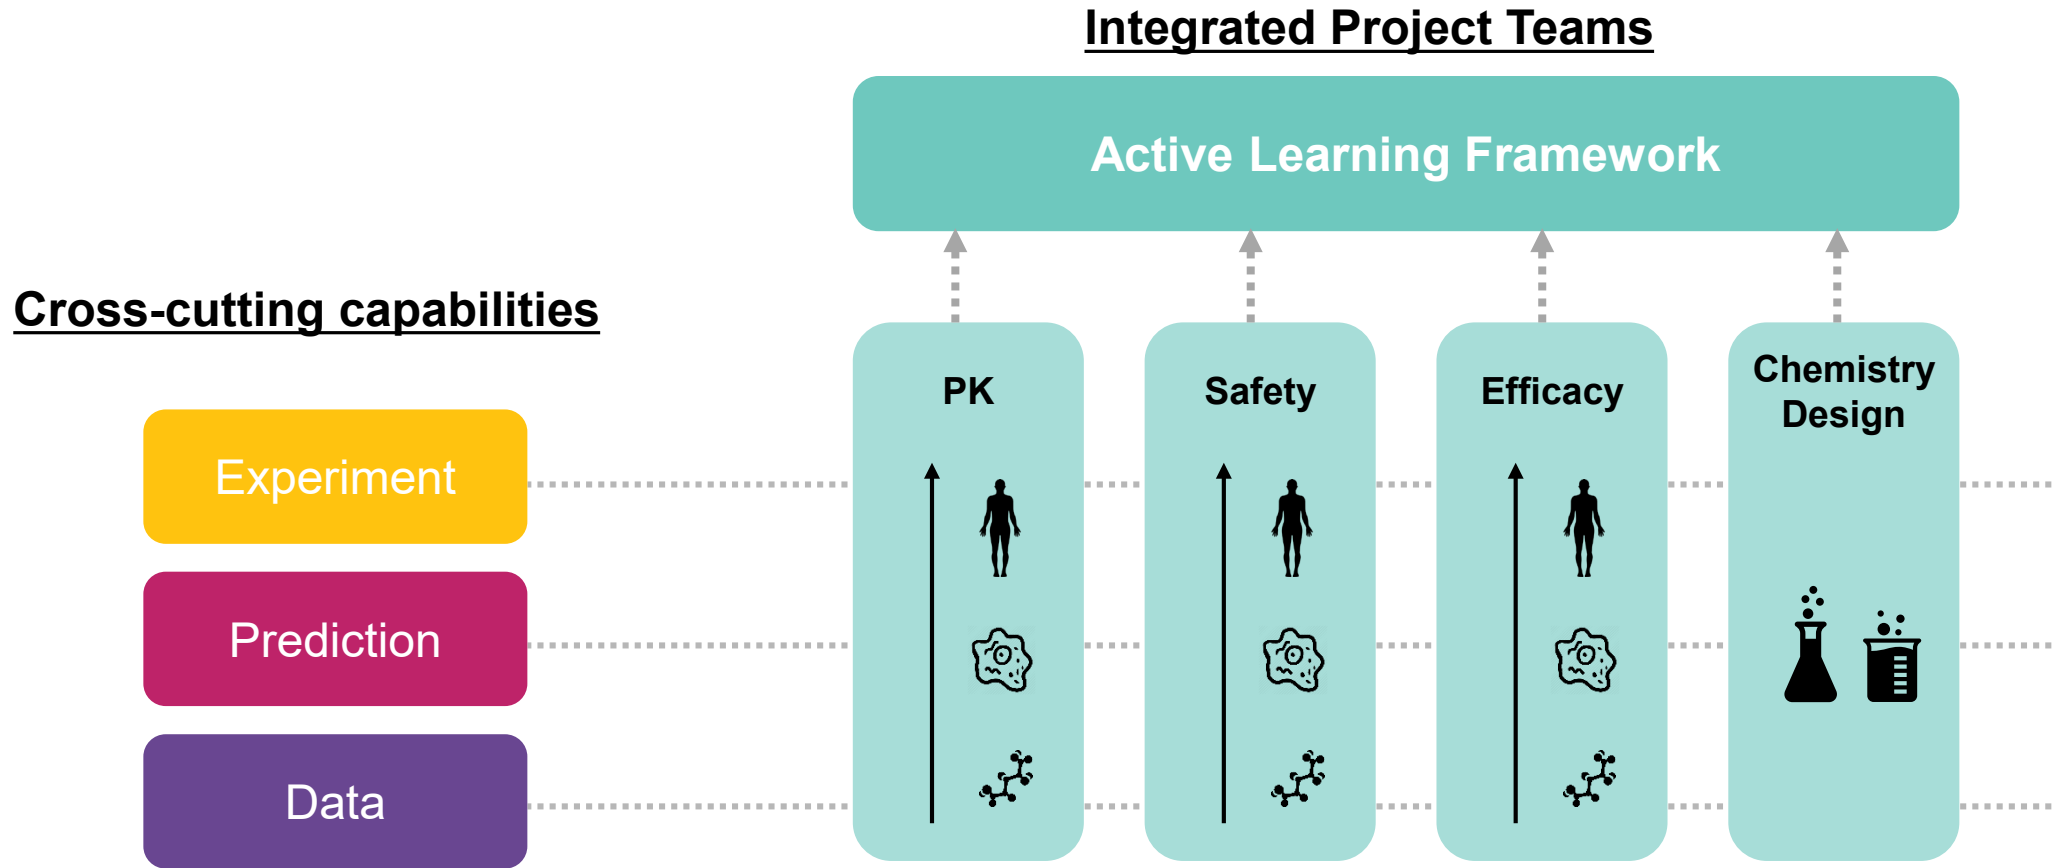 Integrated Project Teams
Active Learning Framework
Cross-cutting capabilities
PK
Safety
Efficacy
Chemistry
Design
Experiment
Prediction
Data